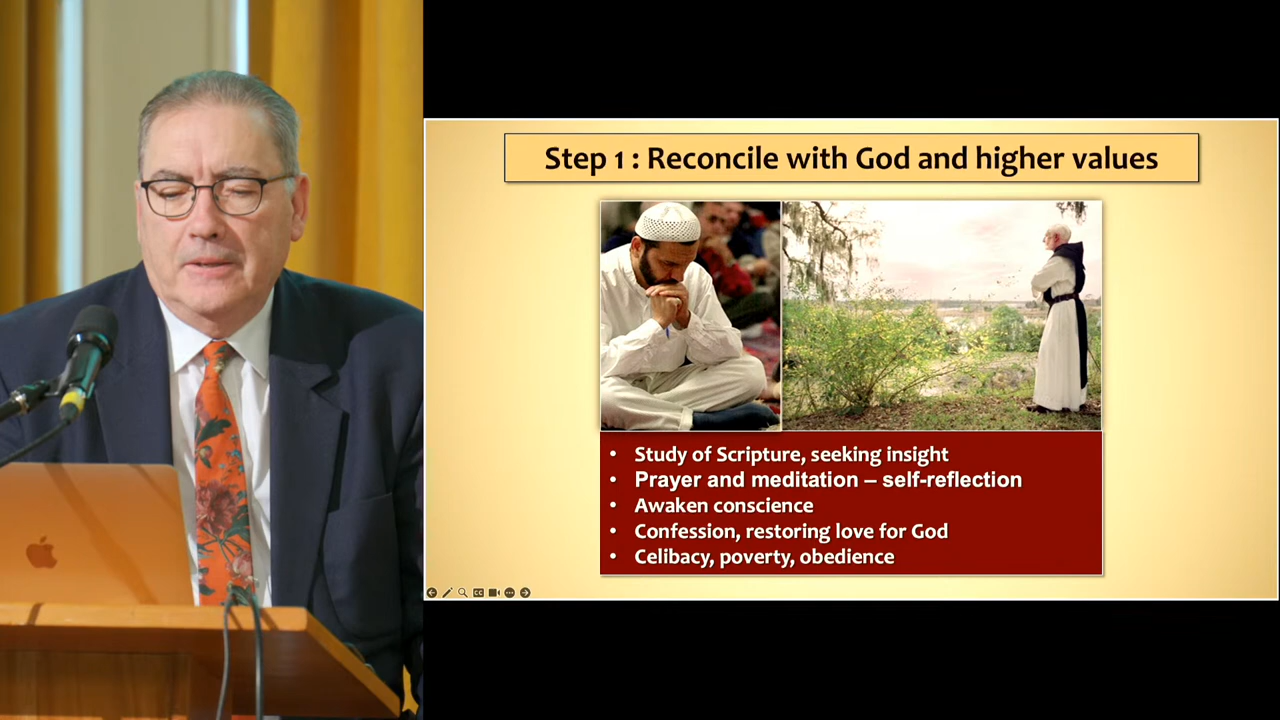 Step 1 : Reconcile with God and higher values
• Study of Scripture, seeking insight
• Prayer and meditation – self-reflection
• Awaken conscience
• Confession, restoring love for God
• Celibacy, poverty, obedience
CC